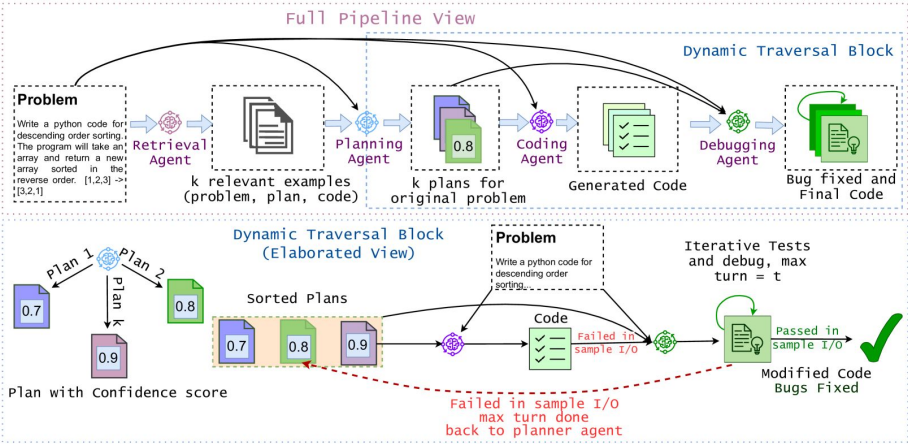 Full Pipeline View
Dynamic Traversal Block
Problem
Write a python code for
descending order sorting.
The program will take an
array and return a new
array sorted in the
reverse order. [1,2,3] ->
[3,2,1]
Retrieval
Agent
k relevant examples
(problem, plan, code)
Planning
Agent
0.8
k plans for
original problem
Coding
Agent
Generated Code
Debugging
Agent
Bug fixed and
Final Code
Dynamic Traversal Block
(Elaborated View)
Plan 1
Plan 2
Plan k
0.7
0.8
0.9
Plan with Confidence score
Sorted Plans
0.7
0.8
0.9
Problem
Write a python code for
descending order
sorting...
Code
Failed in
sample I/O
Iterative Tests
and debug, max
turn = t
Passed in
sample I/O
Modified Code
Bugs Fixed
Failed in sample I/O
max turn done
back to planner agent